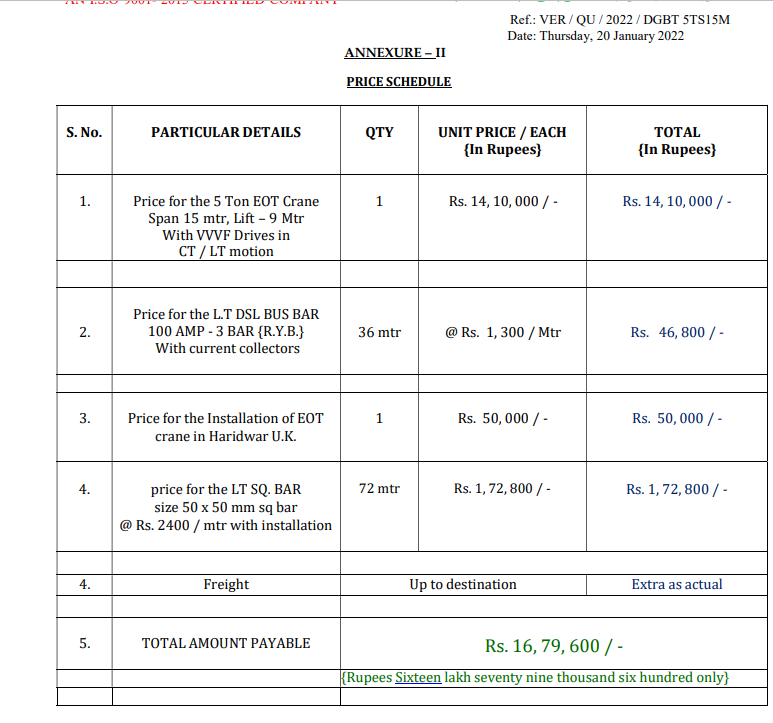 AN I.S.O 9001- 2015 CERTIFIED COMPANY
Ref.: VER / QU / 2022 / DGBT 5TS15M
Date: Thursday, 20 January 2022
ANNEXURE – II
PRICE SCHEDULE
S. No. PARTICULAR DETAILS QTY UNIT PRICE / EACH {In Rupees} TOTAL {In Rupees}
1. Price for the 5 Ton EOT Crane 1 Rs. 14, 10, 000 / - Rs. 14, 10, 000 / -
Span 15 mtr, Lift – 9 Mtr
With VVVF Drives in
CT / LT motion
Price for the L.T DSL BUS BAR
2. 100 AMP - 3 BAR {R.Y.B.} 36 mtr @ Rs. 1, 300 / Mtr Rs. 46, 800 / -
With current collectors
3. Price for the Installation of EOT 1 Rs. 50, 000 / - Rs. 50, 000 / -
crane in Haridwar U.K.
4. price for the LT SQ. BAR 72 mtr Rs. 1, 72, 800 / - Rs. 1, 72, 800 / -
size 50 x 50 mm sq bar
@ Rs. 2400 / mtr with installation
4. Freight Up to destination Extra as actual
5. TOTAL AMOUNT PAYABLE Rs. 16, 79, 600 / -
{Rupees Sixteen lakh seventy nine thousand six hundred only}